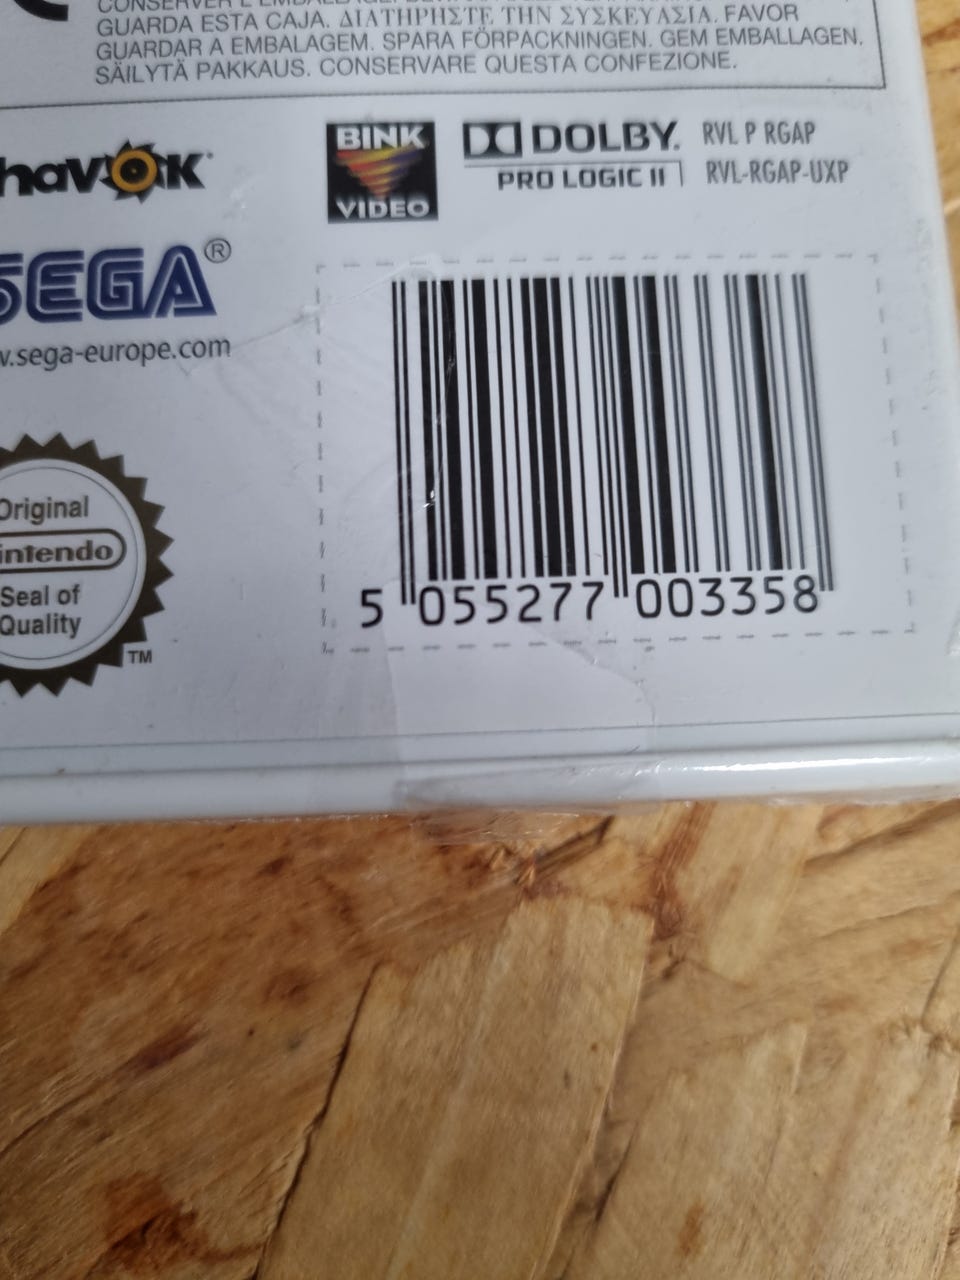 GUARDA ESTA CAJA. ΔΙΑΤΗΡΗΣΤΕ ΤΗΝ ΣΥΣΚΕΥΑΣΙΑ. FAVOR
GUARDAR A EMBALAGEM. SPARA FÖRPACKNINGEN. GEM EMBALLAGEN.
SÄILYTÄ PAKKAUS. CONSERVARE QUESTA CONFEZIONE.
havok
BINK
VIDEO
DOLBY.
PRO LOGIC II
RVL P RGAP
RVL-RGAP-UXP
SEGA®
w.sega-europe.com
Original
intendo
Seal of
Quality
TM
5 055277 003358